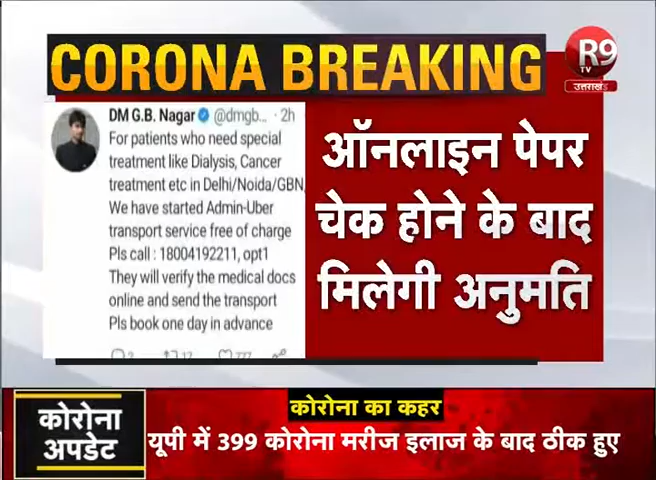 CORONA BREAKING
R9
TV
उत्तराखंड
DM G.B. Nagar @dmgb... · 2h
For patients who need special
treatment like Dialysis, Cancer
treatment etc in Delhi/Noida/GBN,
We have started Admin-Uber
transport service free of charge
Pls call : 18004192211, opt1
They will verify the medical docs
online and send the transport
Pls book one day in advance
ऑनलाइन पेपर
चेक होने के बाद
मिलेगी अनुमति
कोरोना
अपडेट
कोरोना का कहर
यूपी में 399 कोरोना मरीज इलाज के बाद ठीक हुए